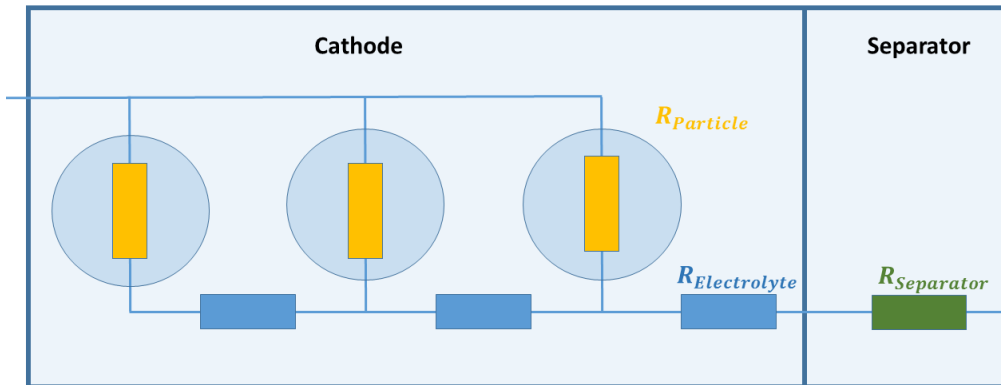 Cathode
Separator
R_Particle
R_Electrolyte
R_Separator